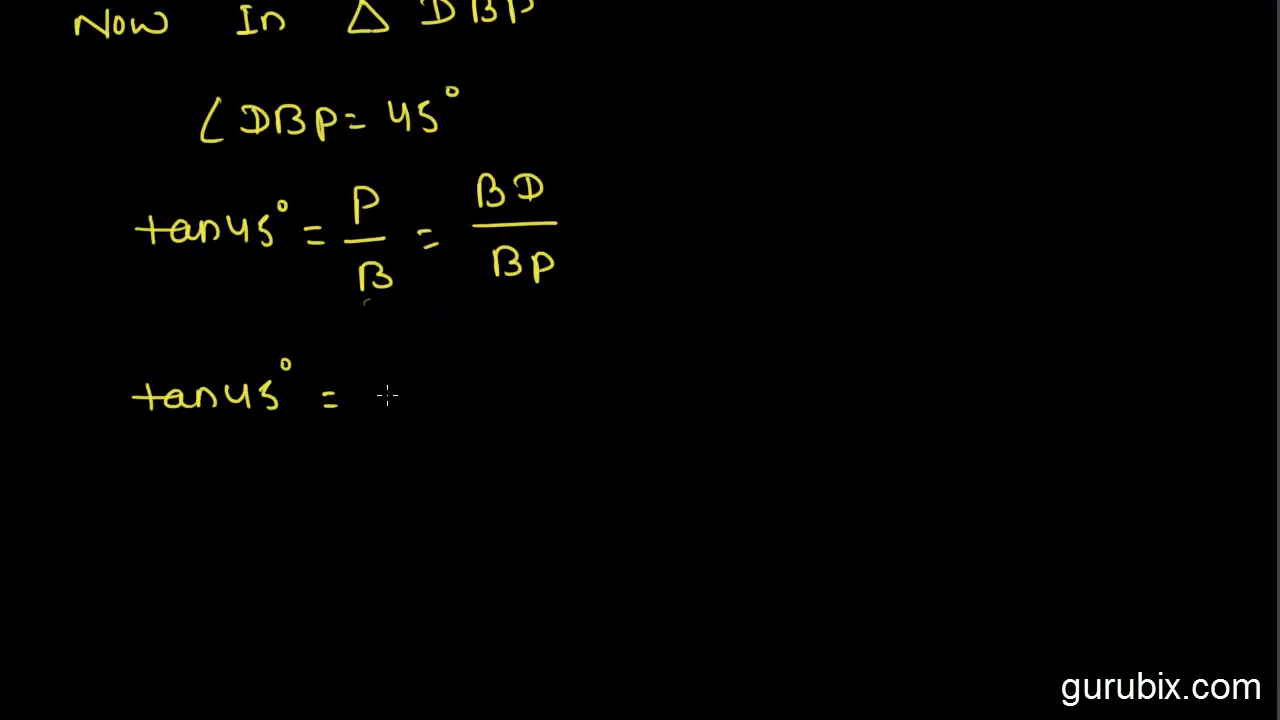 Now In △ DBP
∠DBP = 45°
tan45° = P/B = BD/BP
tan45° =
gurubix.com